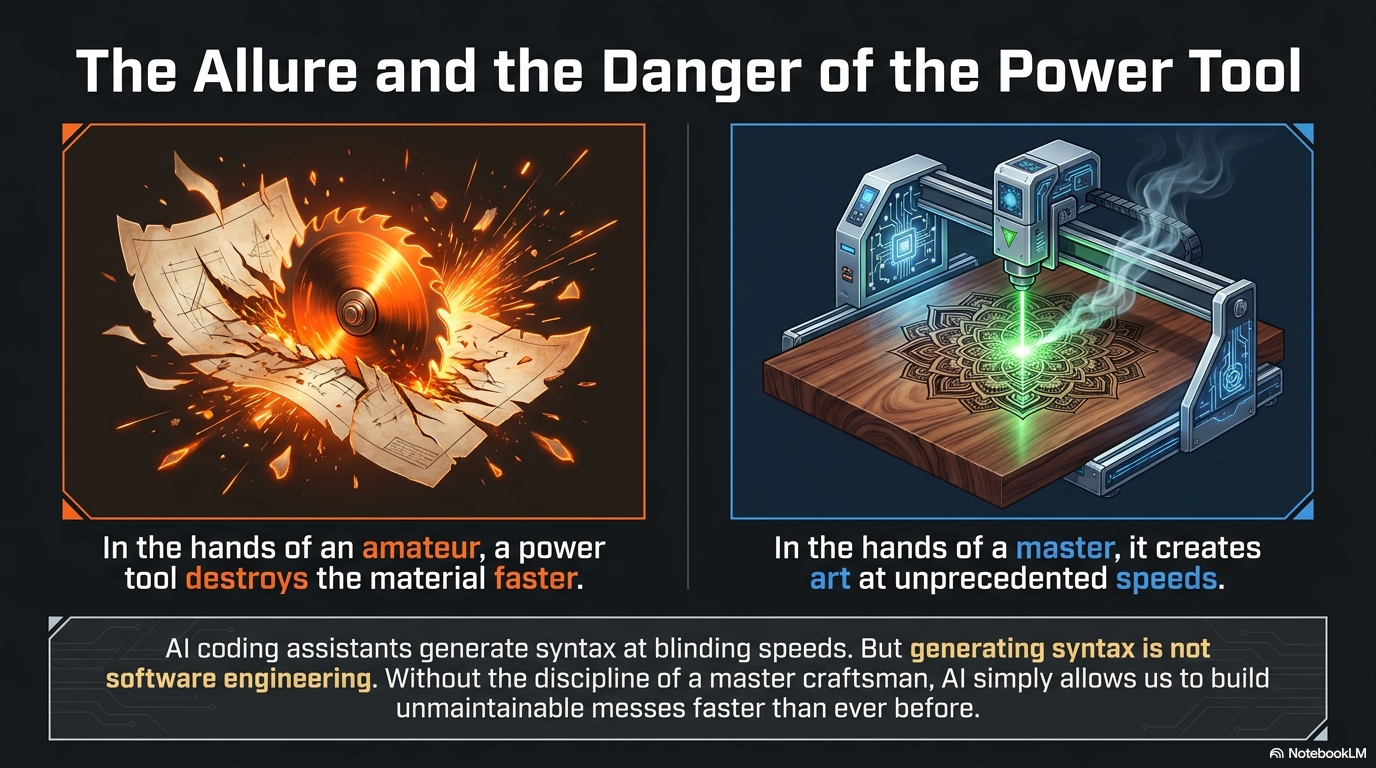 The Allure and the Danger of the Power Tool
In the hands of an amateur, a power
tool destroys the material faster.
In the hands of a master, it creates
art at unprecedented speeds.
AI coding assistants generate syntax at blinding speeds. But generating syntax is not
software engineering. Without the discipline of a master craftsman, AI simply allows us to build
unmaintainable messes faster than ever before.
NotebookLM